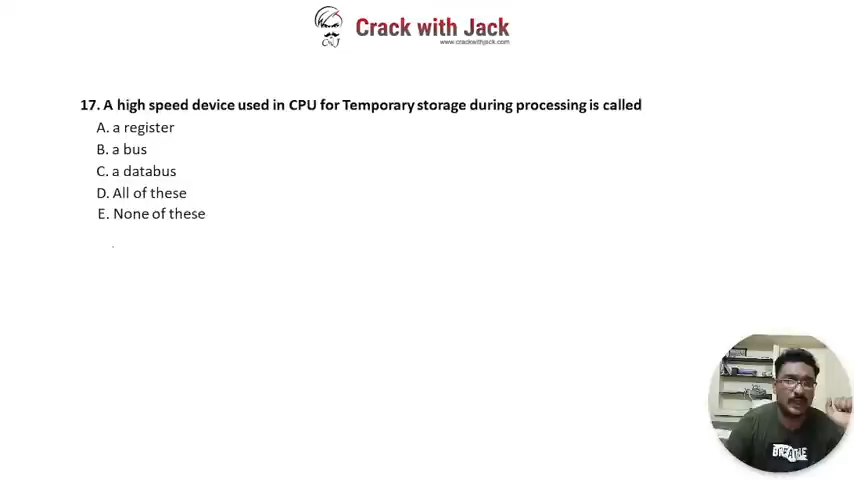 Crack with Jack
www.crackwithjack.com
17. A high speed device used in CPU for Temporary storage during processing is called
A. a register
B. a bus
C. a databus
D. All of these
E. None of these